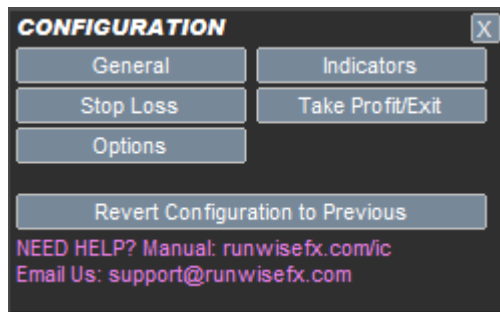 CONFIGURATION X
General Indicators
Stop Loss Take Profit/Exit
Options
Revert Configuration to Previous
NEED HELP? Manual: runwisefx.com/ic
Email Us: support@runwisefx.com